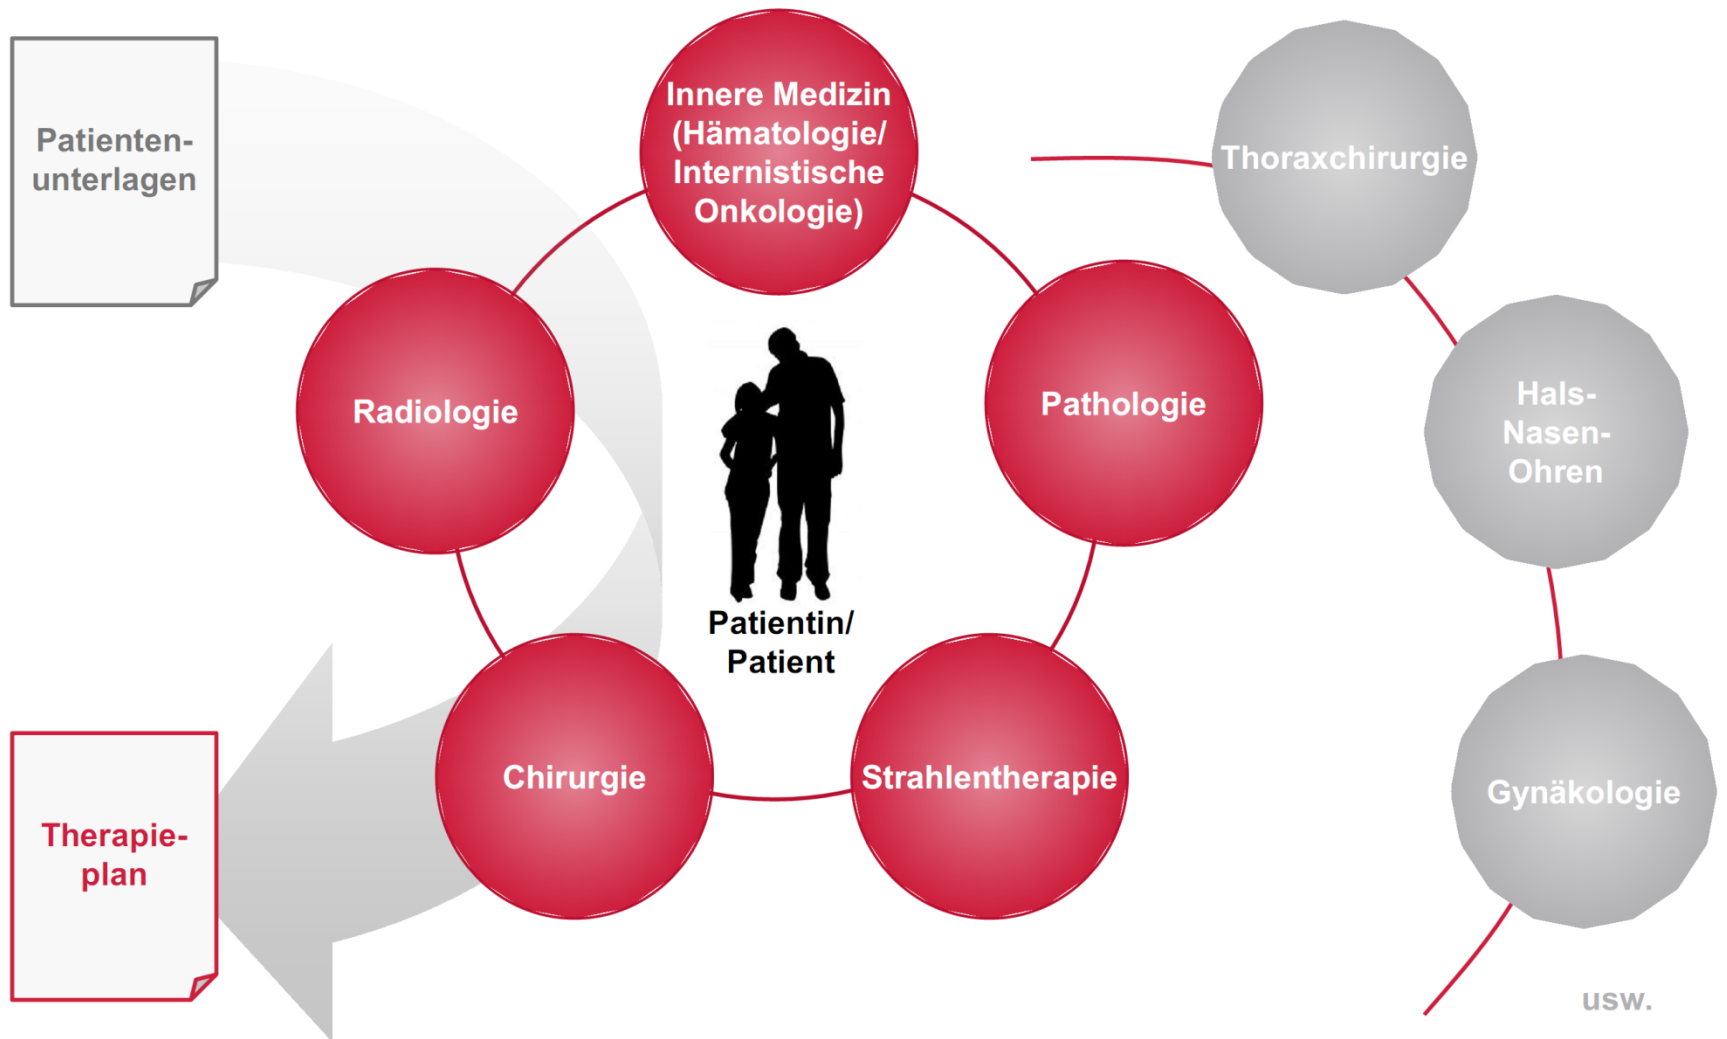 Patienten-
unterlagen
Innere Medizin
(Hämatologie/
Internistische
Onkologie)
Thoraxchirurgie
Radiologie
Pathologie
Hals-
Nasen-
Ohren
Patientin/
Patient
Chirurgie
Strahlentherapie
Gynäkologie
Therapie-
plan
usw.